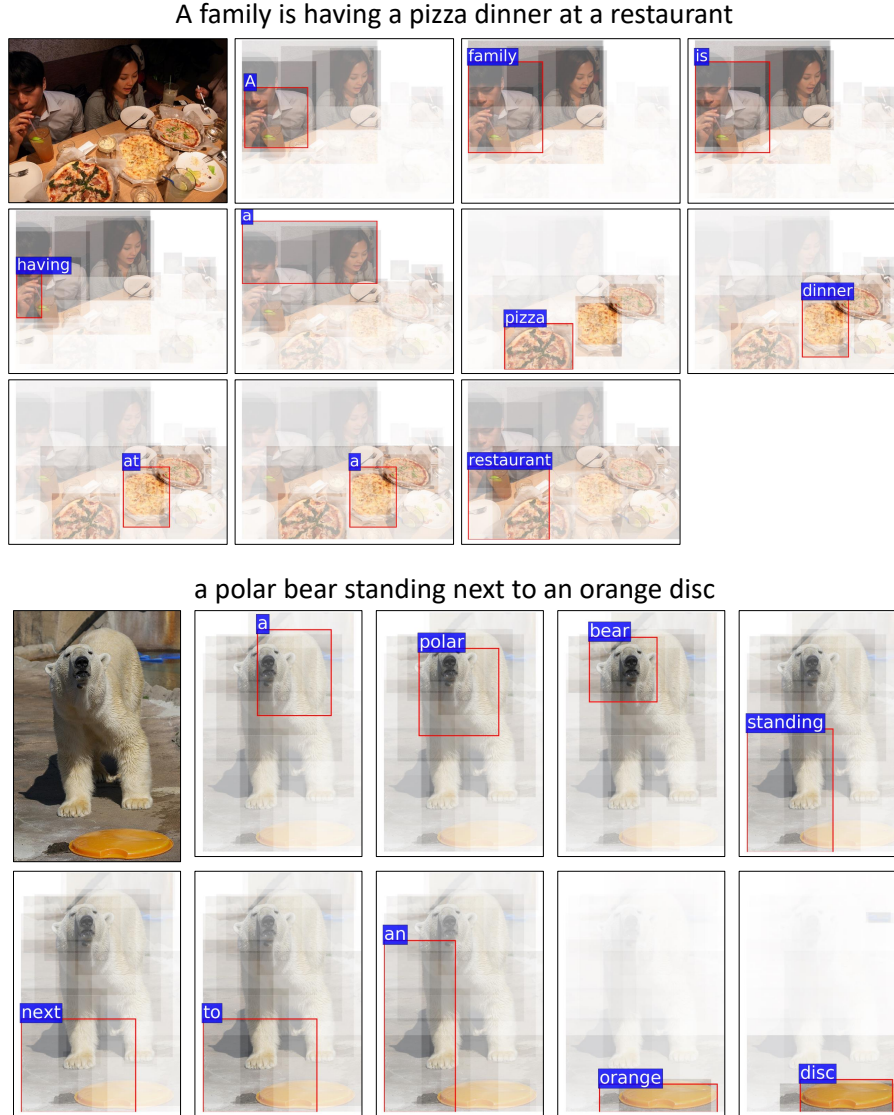 A family is having a pizza dinner at a restaurant
A
family
is
having
a
pizza
dinner
at
a
restaurant
a polar bear standing next to an orange disc
a
polar
bear
standing
next
to
an
orange
disc